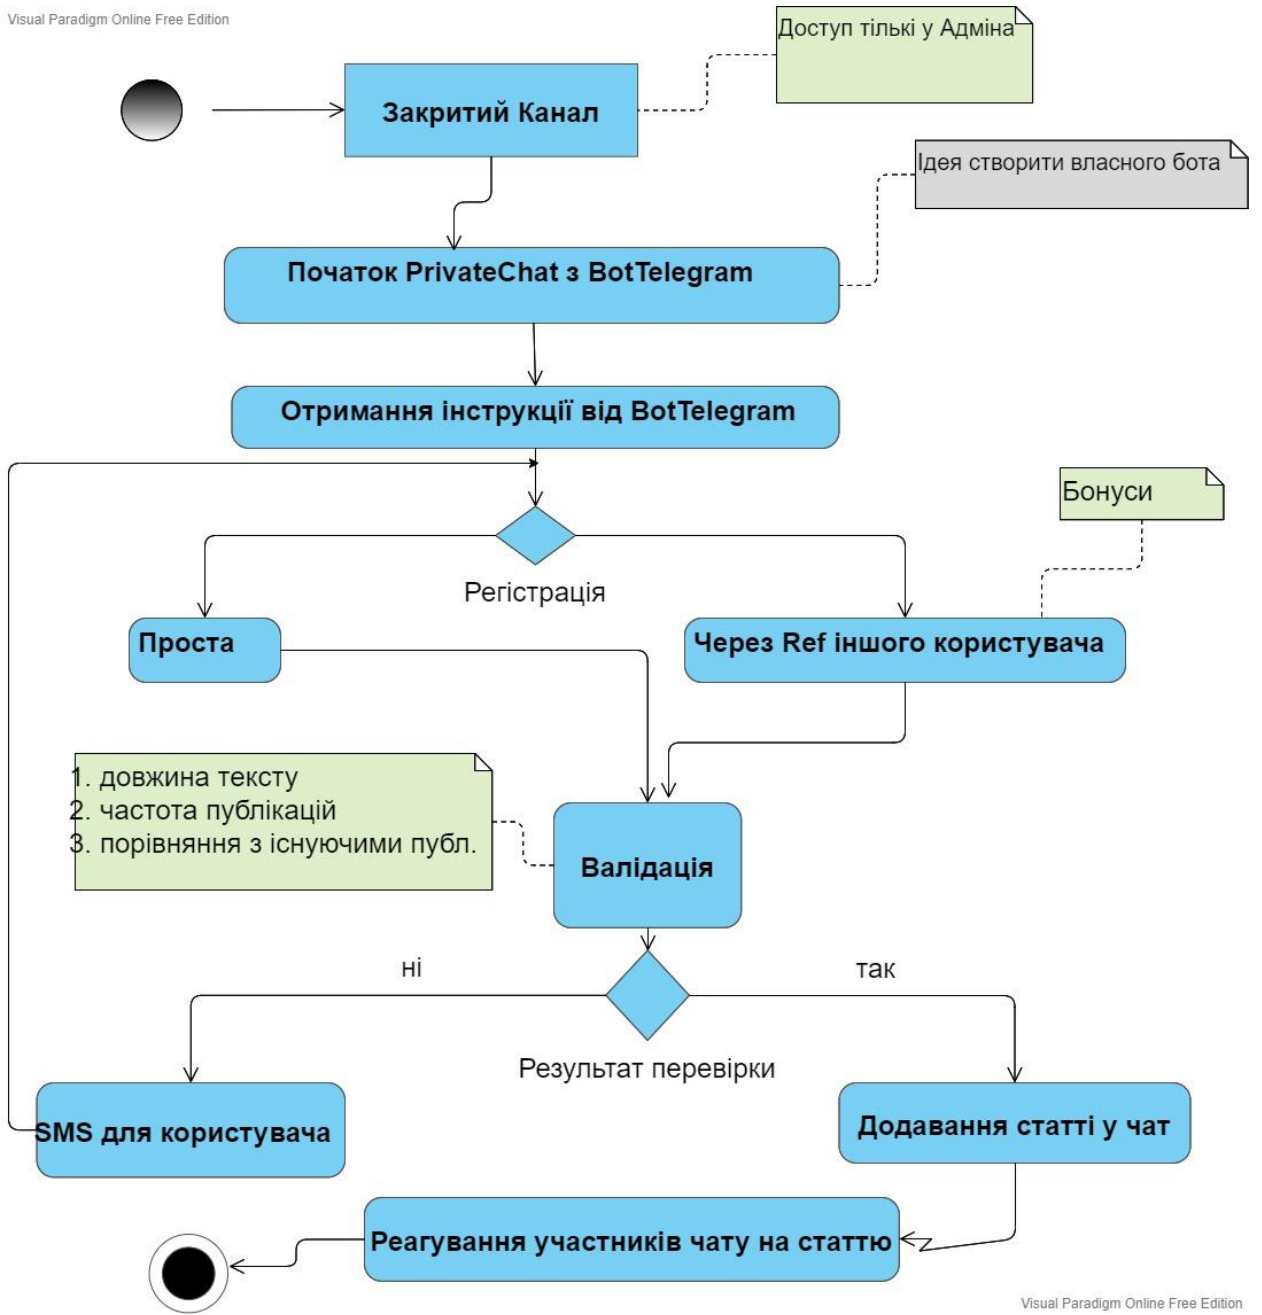 Visual Paradigm Online Free Edition
Доступ тількі у Адміна
Закритий Канал
Ідея створити власного бота
Початок PrivateChat з BotTelegram
Отримання інструкції від BotTelegram
Бонуси
Регістрація
Проста
Через Ref іншого користувача
1. довжина тексту
2. частота публікацій
3. порівняння з існуючими публ.
Валідація
ні
так
Результат перевірки
SMS для користувача
Додавання статті у чат
Реагування участників чату на статтю
Visual Paradigm Online Free Edition